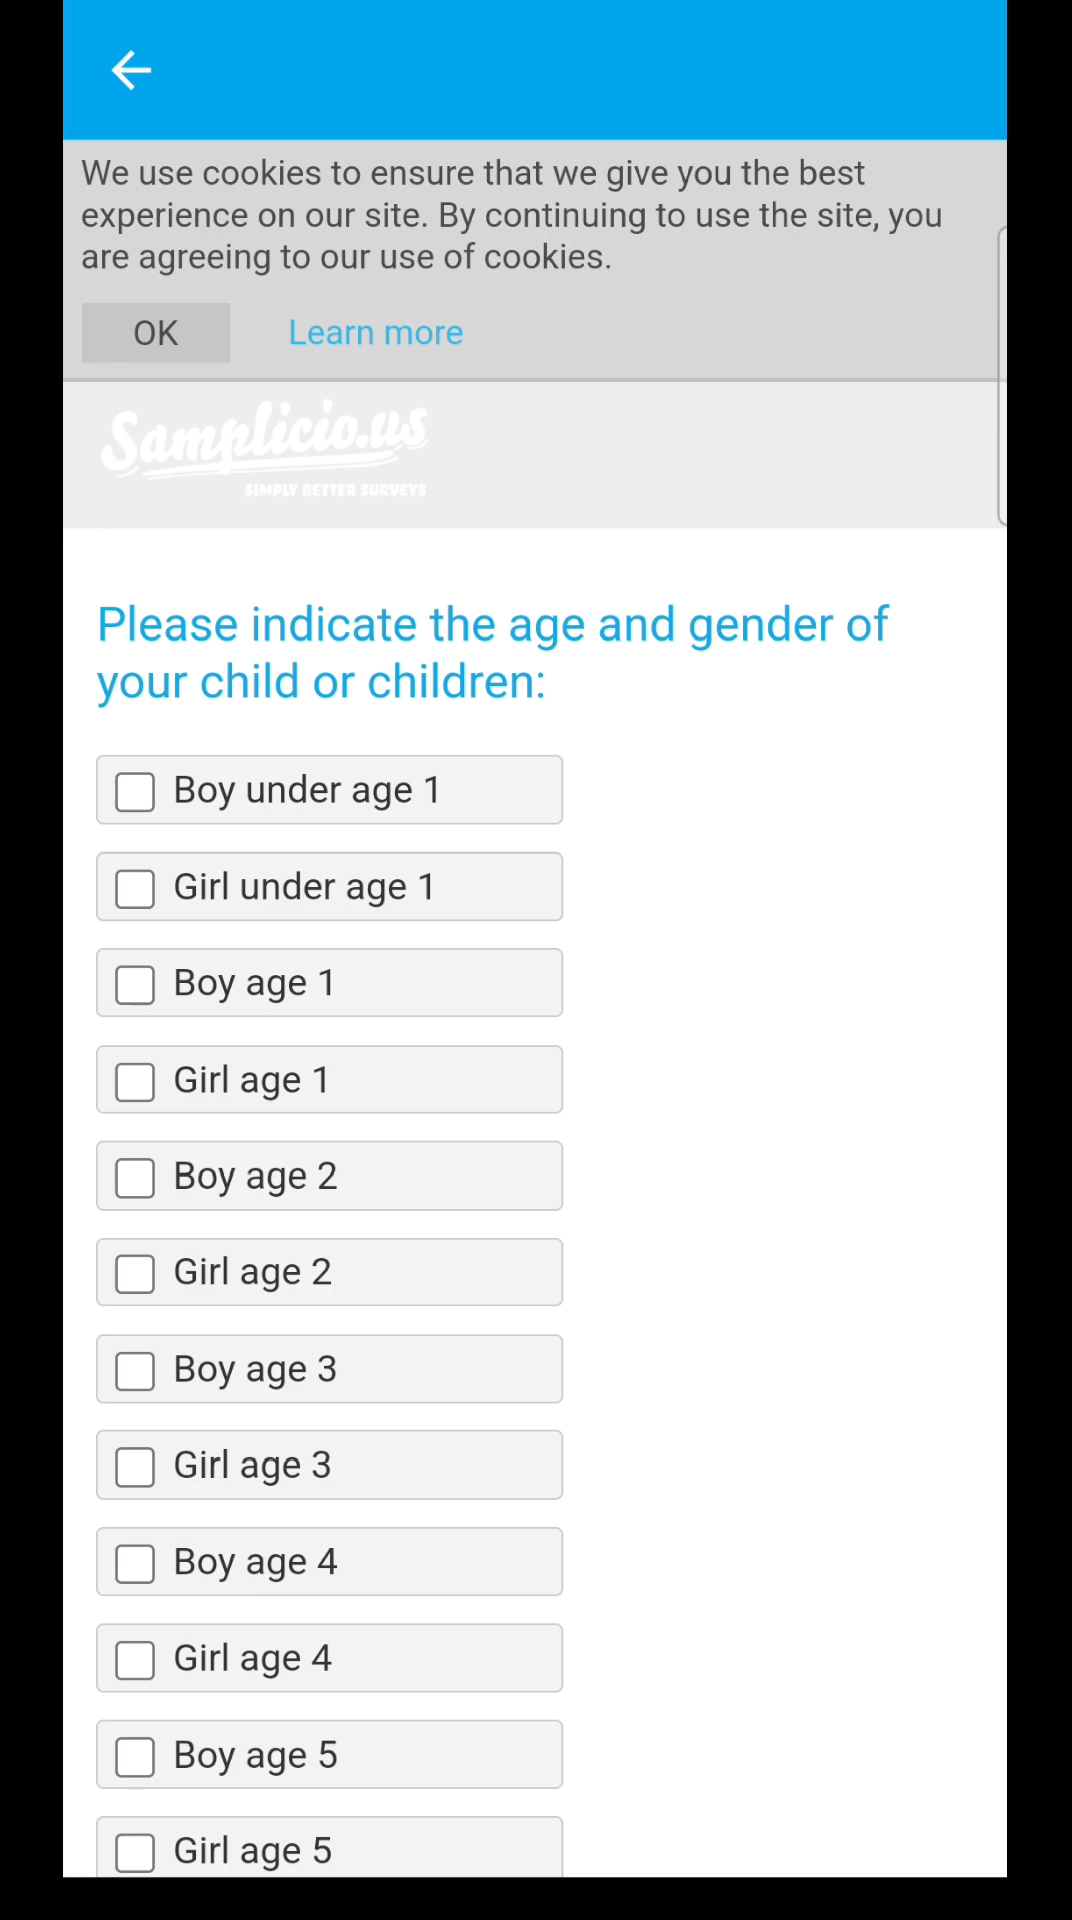 We use cookies to ensure that we give you the best
experience on our site. By continuing to use the site, you
are agreeing to our use of cookies.
OK
Learn more
Samplicio.us
SIMPLY BETTER SURVEYS
Please indicate the age and gender of
your child or children:
Boy under age 1
Girl under age 1
Boy age 1
Girl age 1
Boy age 2
Girl age 2
Boy age 3
Girl age 3
Boy age 4
Girl age 4
Boy age 5
Girl age 5